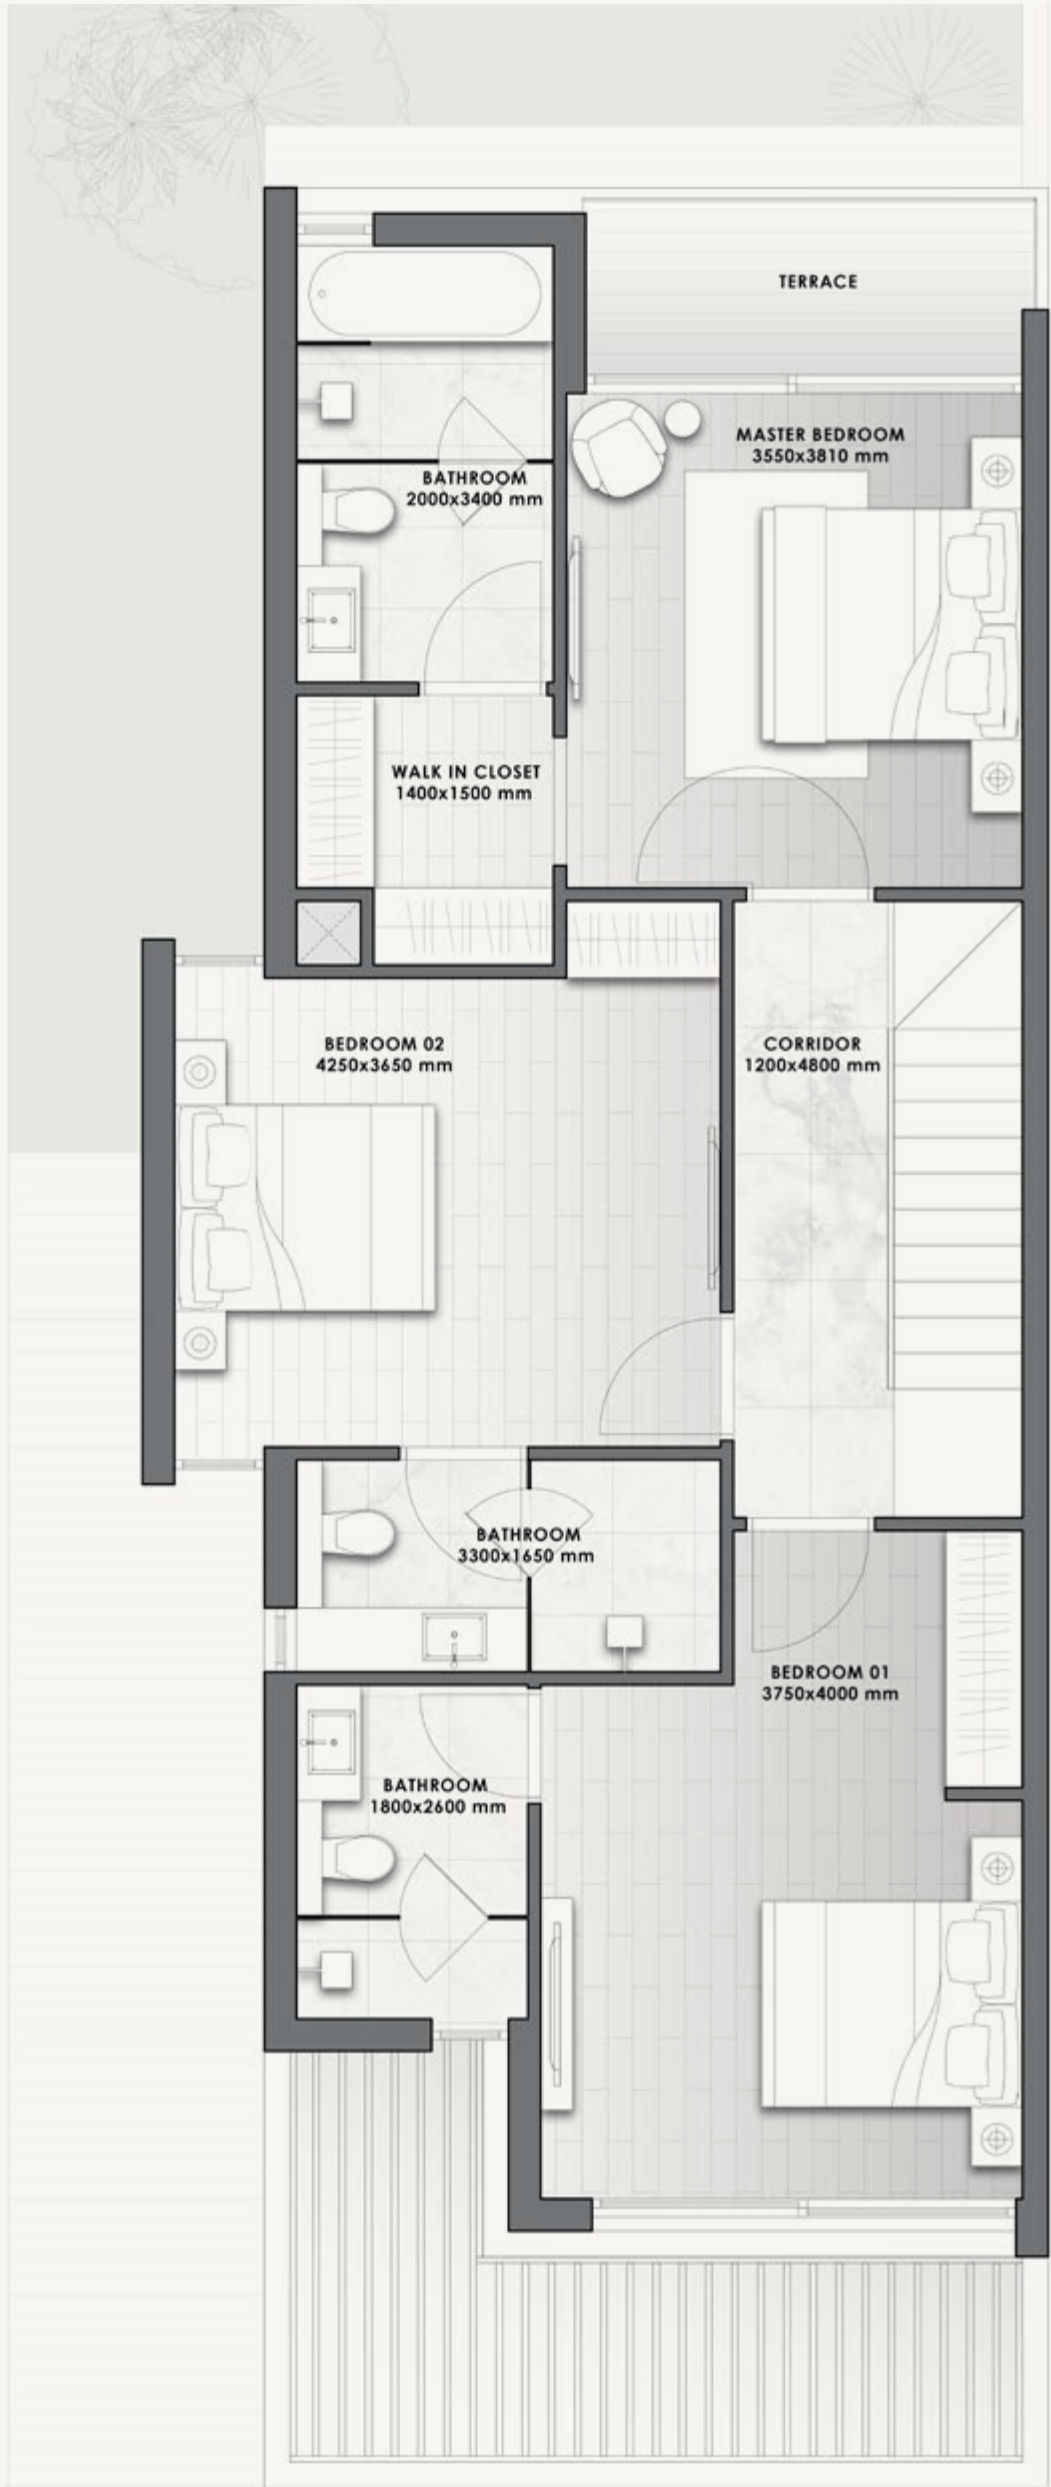 TERRACE
MASTER BEDROOM
3550x3810 mm
BATHROOM
2000x3400 mm
WALK IN CLOSET
1400x1500 mm
BEDROOM 02
4250x3650 mm
CORRIDOR
1200x4800 mm
BATHROOM
3300x1650 mm
BEDROOM 01
3750x4000 mm
BATHROOM
1800x2600 mm